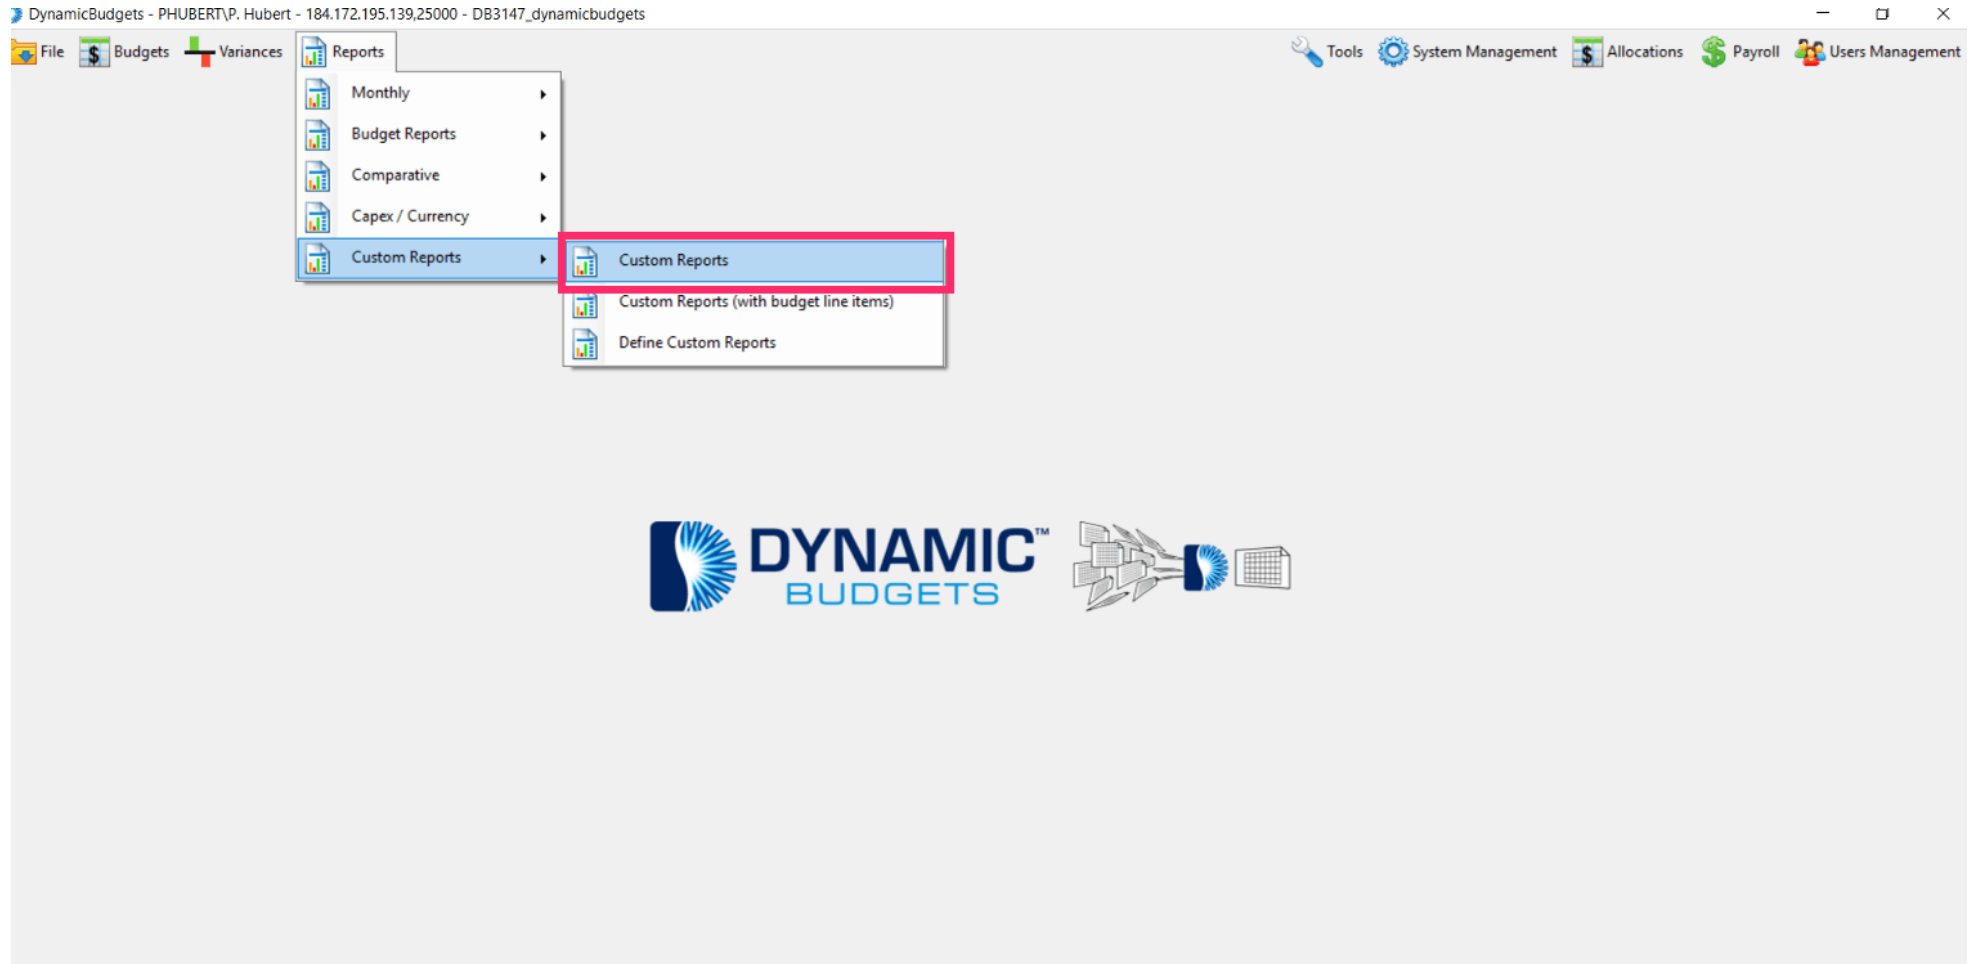 DynamicBudgets - PHUBERT\P. Hubert - 184.172.195.139,25000 - DB3147_dynamicbudgets
File Budgets Variances Reports Tools System Management Allocations Payroll Users Management
Monthly
Budget Reports
Comparative
Capex / Currency
Custom Reports
Custom Reports
Custom Reports (with budget line items)
Define Custom Reports
DYNAMIC™
BUDGETS